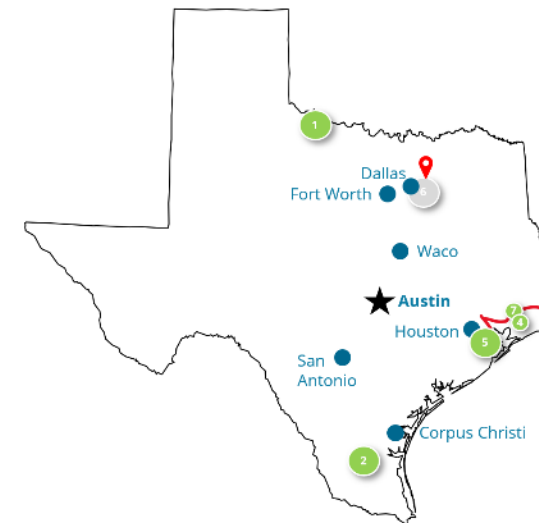 1
Dallas
6
Fort Worth
Waco
Austin
7
4
Houston
5
San
Antonio
Corpus Christi
2